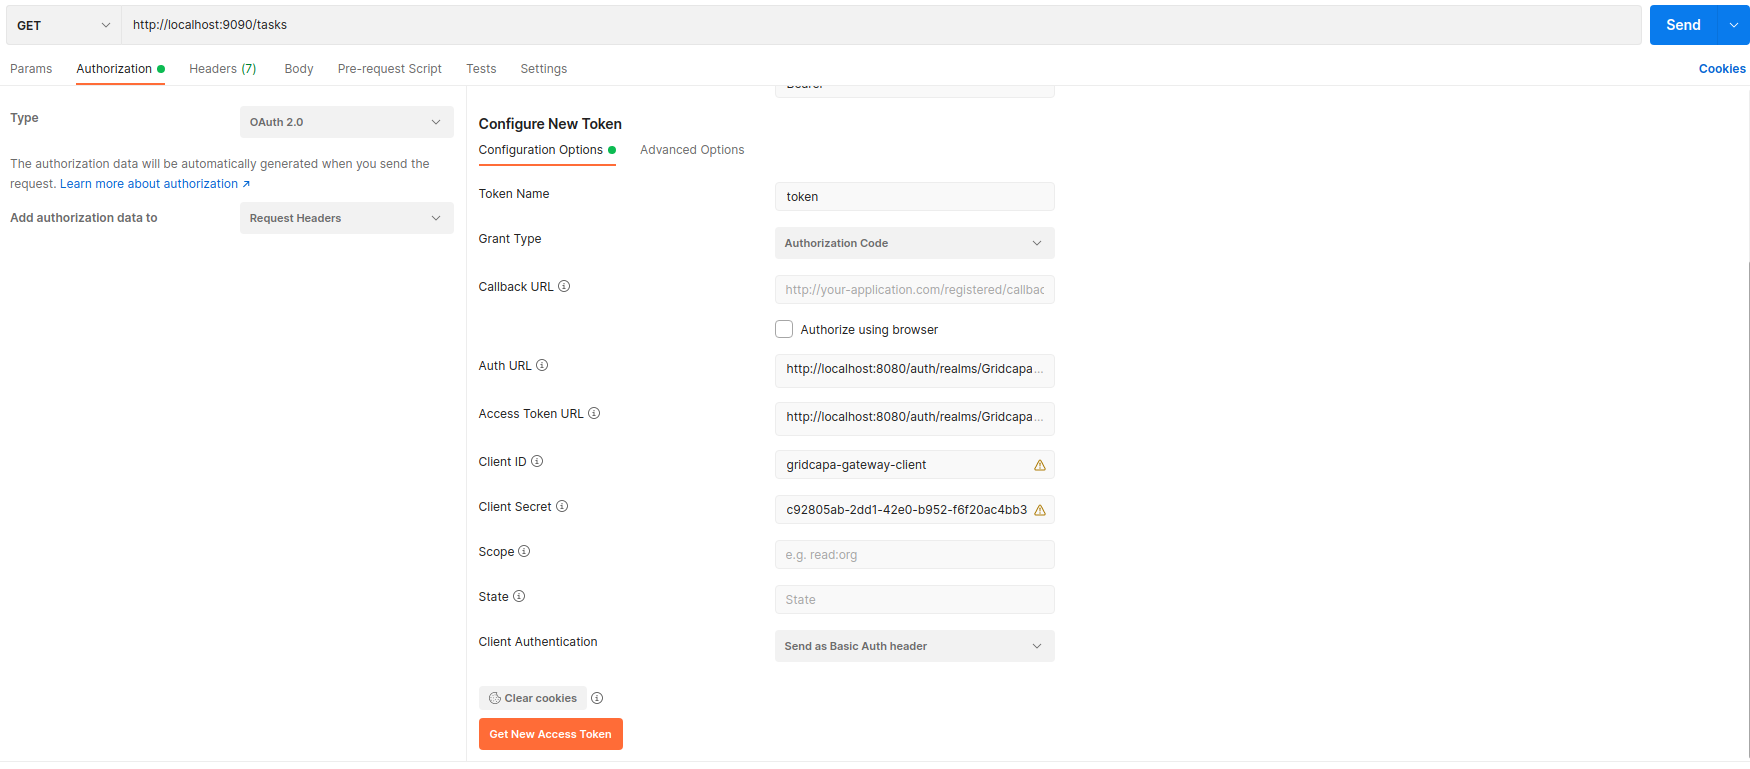 GET
http://localhost:9090/tasks
Send
Params
Authorization
Headers (7)
Body
Pre-request Script
Tests
Settings
Cookies
Type
OAuth 2.0
The authorization data will be automatically generated when you send the
request. Learn more about authorization ↗
Add authorization data to
Request Headers
Configure New Token
Configuration Options
Advanced Options
Token Name
token
Grant Type
Authorization Code
Callback URL
http://your-application.com/registered/callbac
Authorize using browser
Auth URL
http://localhost:8080/auth/realms/Gridcapa...
Access Token URL
http://localhost:8080/auth/realms/Gridcapa...
Client ID
gridcapa-gateway-client
Client Secret
c92805ab-2dd1-42e0-b952-f6f20ac4bb3
Scope
e.g. read:org
State
State
Client Authentication
Send as Basic Auth header
Clear cookies
Get New Access Token